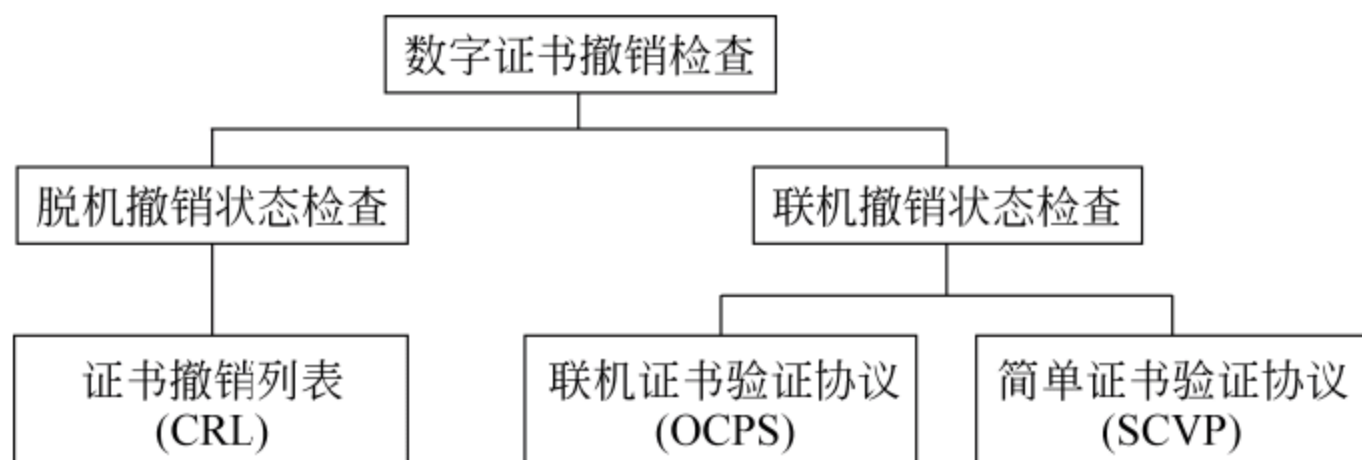 数字证书撤销检查
脱机撤销状态检查
联机撤销状态检查
证书撤销列表
(CRL)
联机证书验证协议
(OCPS)
简单证书验证协议
(SCVP)